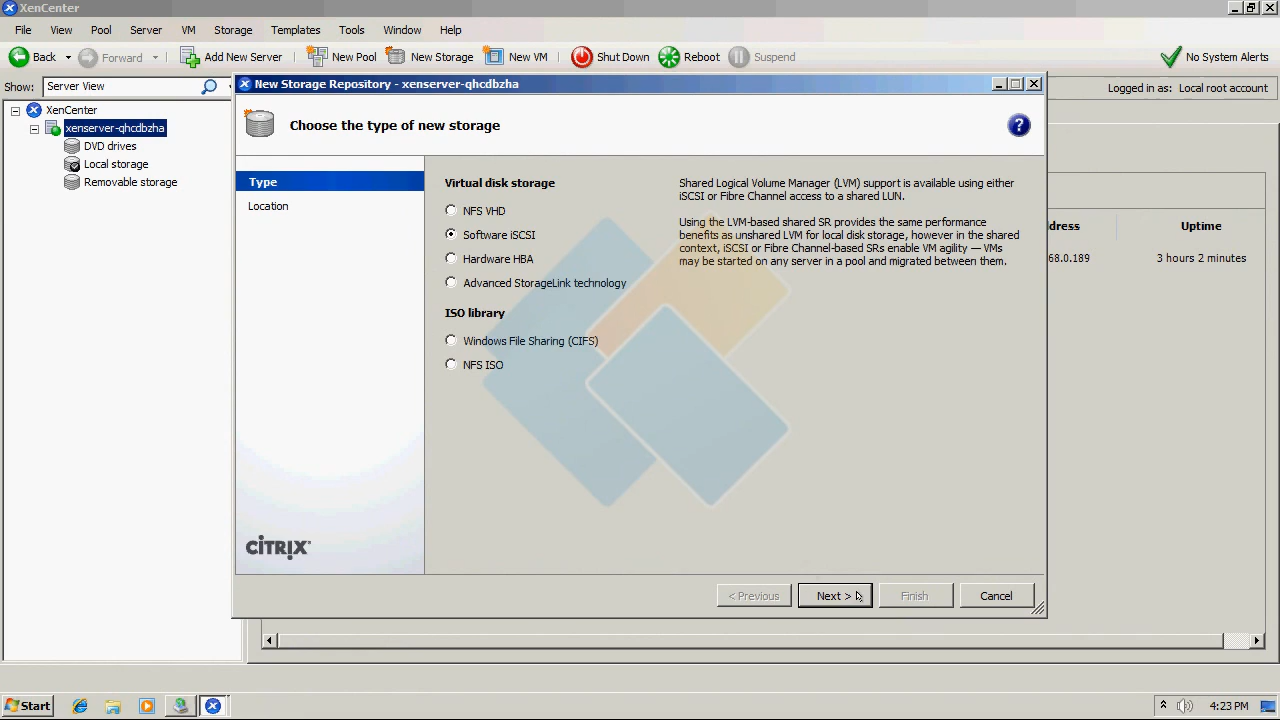 XenCenter
File View Pool Server VM Storage Templates Tools Window Help
Back Forward Add New Server New Pool New Storage New VM Shut Down Reboot Suspend No System Alerts
Show: Server View
Logged in as: Local root account
XenCenter
xenserver-qhcdbzha
DVD drives
Local storage
Removable storage
New Storage Repository - xenserver-qhcdbzha
Choose the type of new storage
?
Type
Location
CITRIX
Virtual disk storage
NFS VHD
Software iSCSI
Hardware HBA
Advanced StorageLink technology
ISO library
Windows File Sharing (CIFS)
NFS ISO
Shared Logical Volume Manager (LVM) support is available using either
iSCSI or Fibre Channel access to a shared LUN.
Using the LVM-based shared SR provides the same performance
benefits as unshared LVM for local disk storage, however in the shared
context, iSCSI or Fibre Channel-based SRs enable VM agility — VMs
may be started on any server in a pool and migrated between them.
dress Uptime
68.0.189 3 hours 2 minutes
< Previous Next > Finish Cancel
Start 4:23 PM